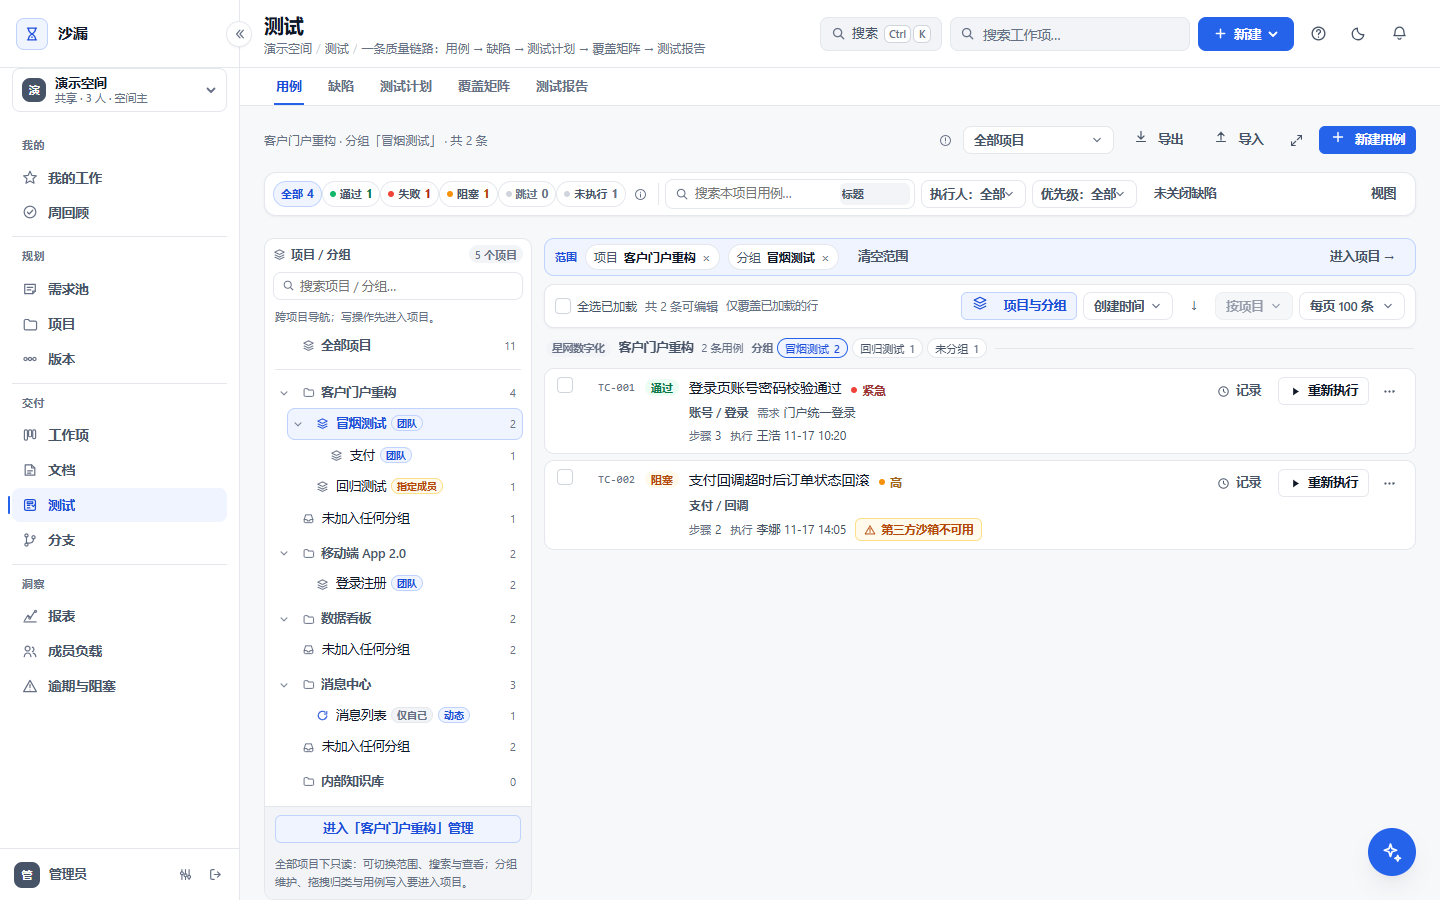 沙漏
演示空间
共享 · 3 人 · 空间主
我的
我的工作
周回顾
规划
需求池
项目
版本
交付
工作项
文档
测试
分支
洞察
报表
成员负载
逾期与阻塞
管 管理员
测试
演示空间 / 测试 / 一条质量链路：用例 → 缺陷 → 测试计划 → 覆盖矩阵 → 测试报告
搜索 Ctrl K
搜索工作项...
新建
用例 缺陷 测试计划 覆盖矩阵 测试报告
客户门户重构 · 分组「冒烟测试」 · 共 2 条
全部项目 导出 导入 新建用例
全部 4 通过 1 失败 1 阻塞 1 跳过 0 未执行 1
搜索本项目用例... 标题 执行人：全部 优先级：全部 未关闭缺陷 视图
项目 / 分组 5 个项目
搜索项目 / 分组...
跨项目导航；写操作先进入项目。
全部项目 11
客户门户重构 4
冒烟测试 团队 2
支付 团队 1
回归测试 指定成员 1
未加入任何分组 1
移动端 App 2.0 2
登录注册 团队 2
数据看板 2
未加入任何分组 2
消息中心 3
消息列表 仅自己 动态 1
未加入任何分组 2
内部知识库 0
进入「客户门户重构」管理
全部项目下只读：可切换范围、搜索与查看；分组
维护、拖拽归类与用例写入要进入项目。
范围 项目 客户门户重构 × 分组 冒烟测试 × 清空范围 进入项目 →
全选已加载 共 2 条可编辑 仅覆盖已加载的行 项目与分组 创建时间 ↓ 按项目 每页 100 条
星网数字化 客户门户重构 2 条用例 分组 冒烟测试 2 回归测试 1 未分组 1
TC-001 通过 登录页账号密码校验通过 紧急 记录 重新执行 ···
账号 / 登录 需求 门户统一登录
步骤 3 执行 王浩 11-17 10:20
TC-002 阻塞 支付回调超时后订单状态回滚 高 记录 重新执行 ···
支付 / 回调
步骤 2 执行 李娜 11-17 14:05 第三方沙箱不可用